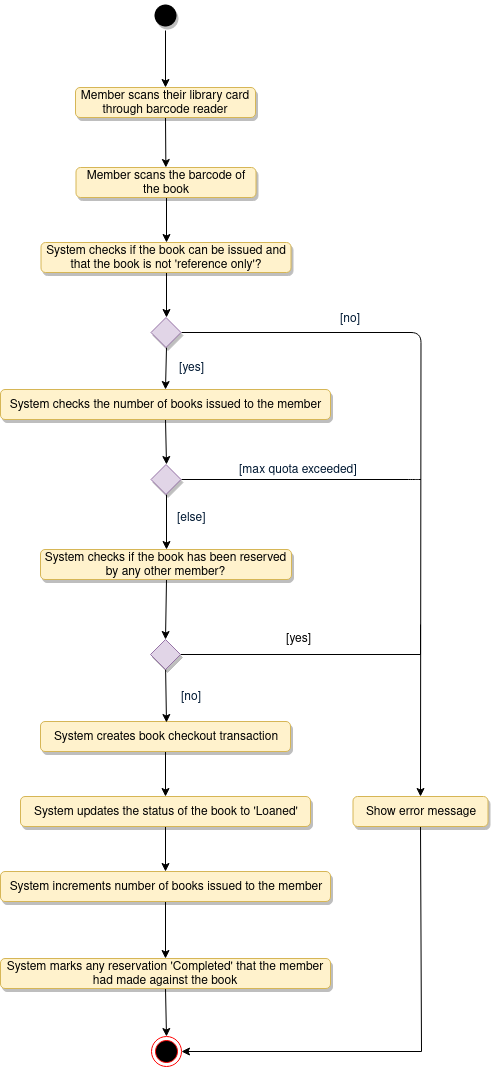 Member scans their library card
through barcode reader
Member scans the barcode of
the book
System checks if the book can be issued and
that the book is not 'reference only'?
[no]
[yes]
System checks the number of books issued to the member
[max quota exceeded]
[else]
System checks if the book has been reserved
by any other member?
[yes]
[no]
System creates book checkout transaction
System updates the status of the book to 'Loaned'
Show error message
System increments number of books issued to the member
System marks any reservation 'Completed' that the member
had made against the book